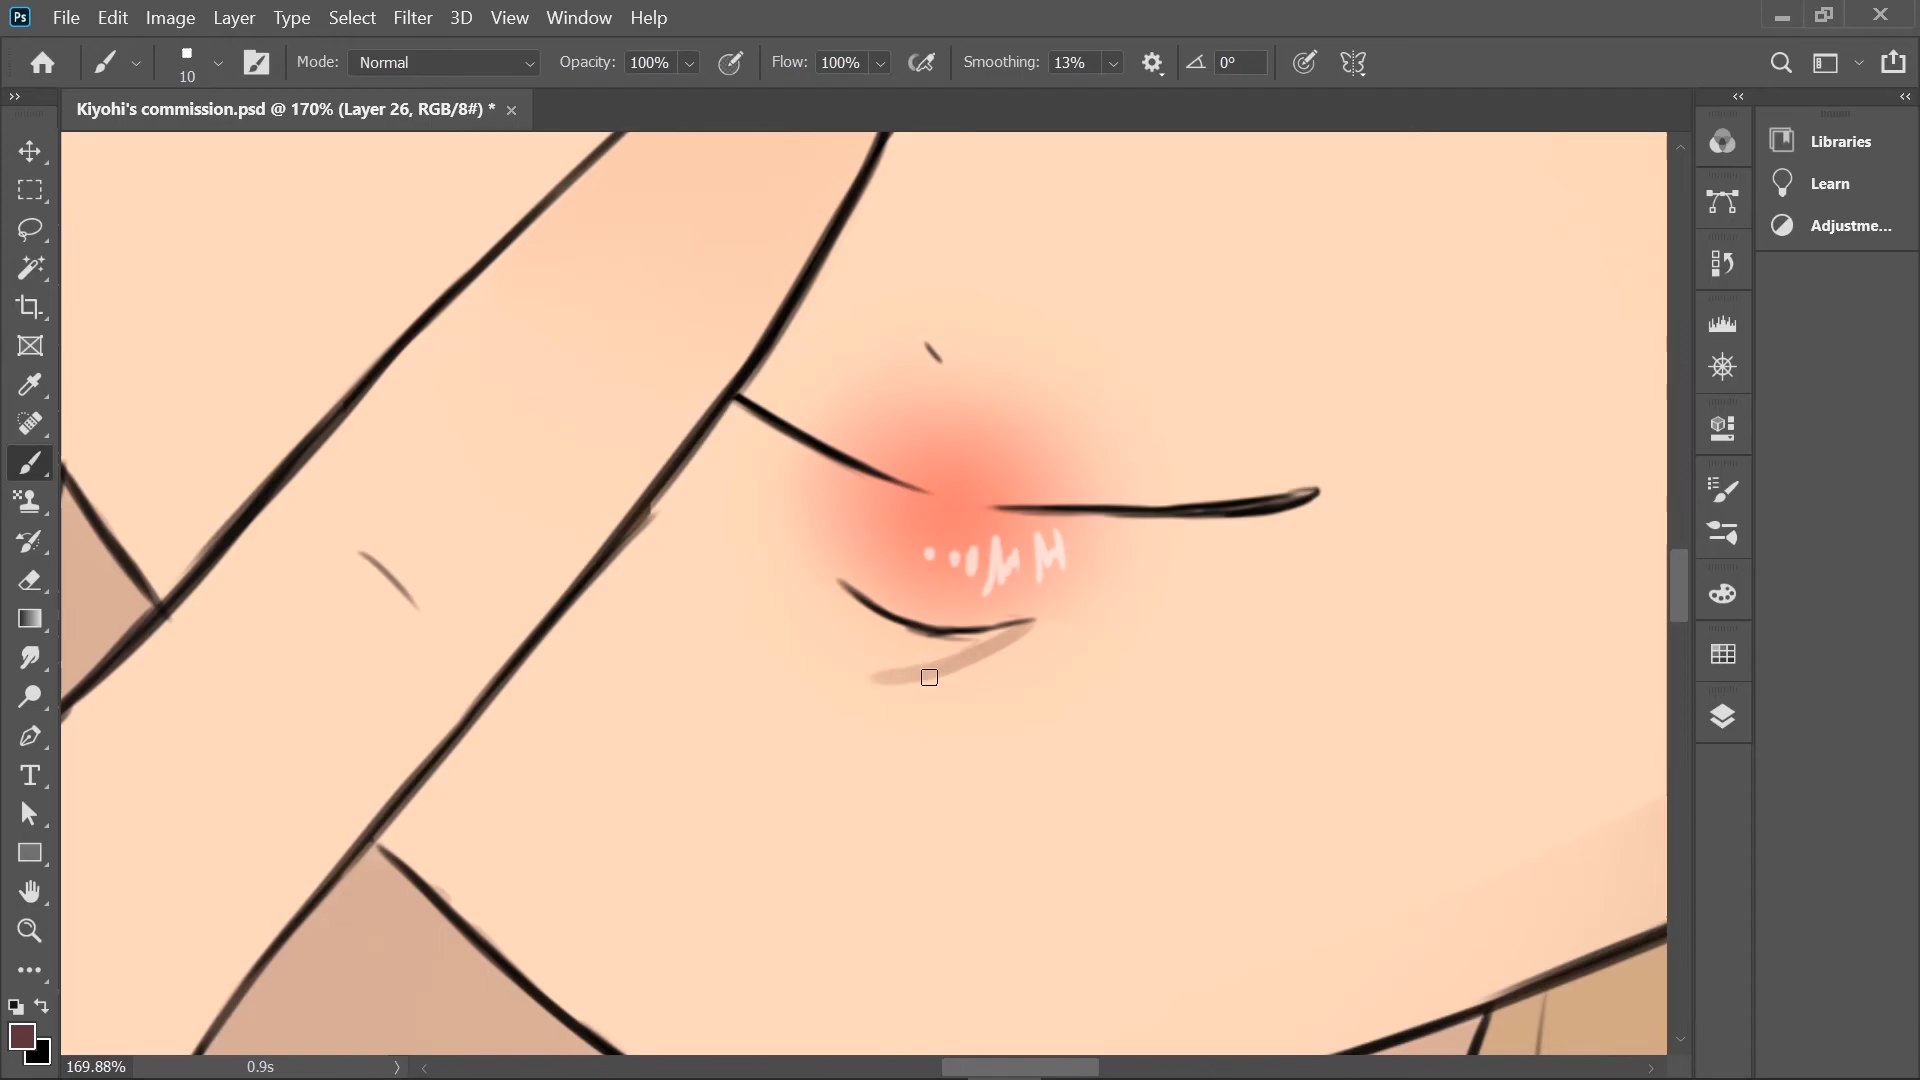 Ps File Edit Image Layer Type Select Filter 3D View Window Help
10 Mode: Normal Opacity: 100% Flow: 100% Smoothing: 13% 0°
Kiyohi's commission.psd @ 170% (Layer 26, RGB/8#) *
Libraries
Learn
Adjustme...
169.88% 0.9s